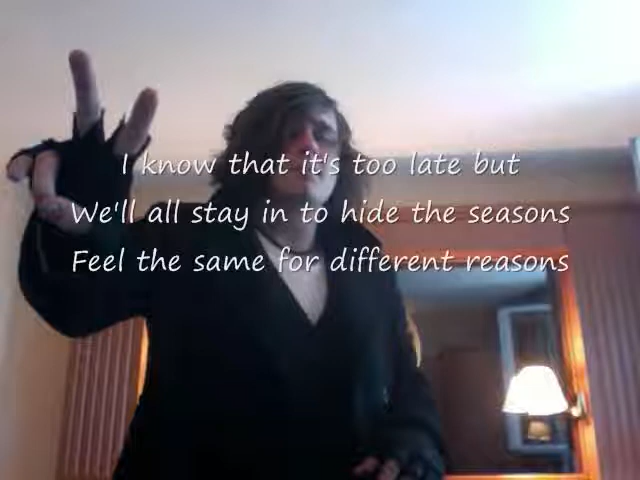 I know that it's too late but
We'll all stay in to hide the seasons
Feel the same for different reasons